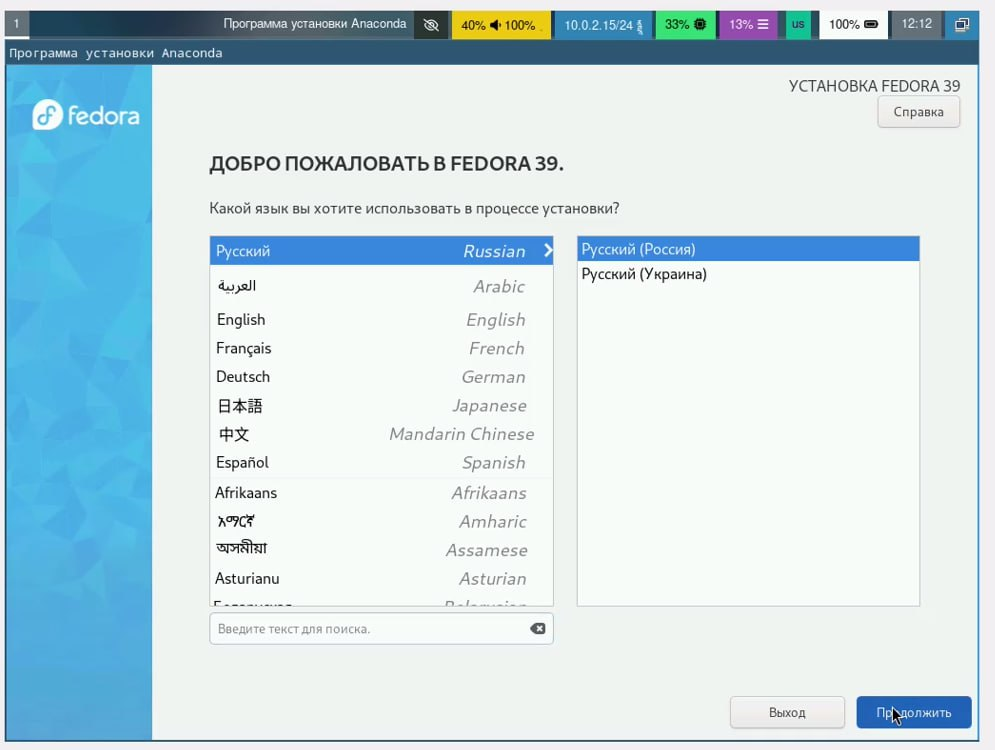 1 Программа установки Anaconda 40% 100% 10.0.2.15/24 33% 13% us 100% 12:12
Программа установки Anaconda
fedora
УСТАНОВКА FEDORA 39
Справка
ДОБРО ПОЖАЛОВАТЬ В FEDORA 39.
Какой язык вы хотите использовать в процессе установки?
Русский Russian
العربية Arabic
English English
Français French
Deutsch German
日本語 Japanese
中文 Mandarin Chinese
Español Spanish
Afrikaans Afrikaans
አማርኛ Amharic
অসমীয়া Assamese
Asturianu Asturian
Русский (Россия)
Русский (Украина)
Введите текст для поиска.
Выход
Продолжить